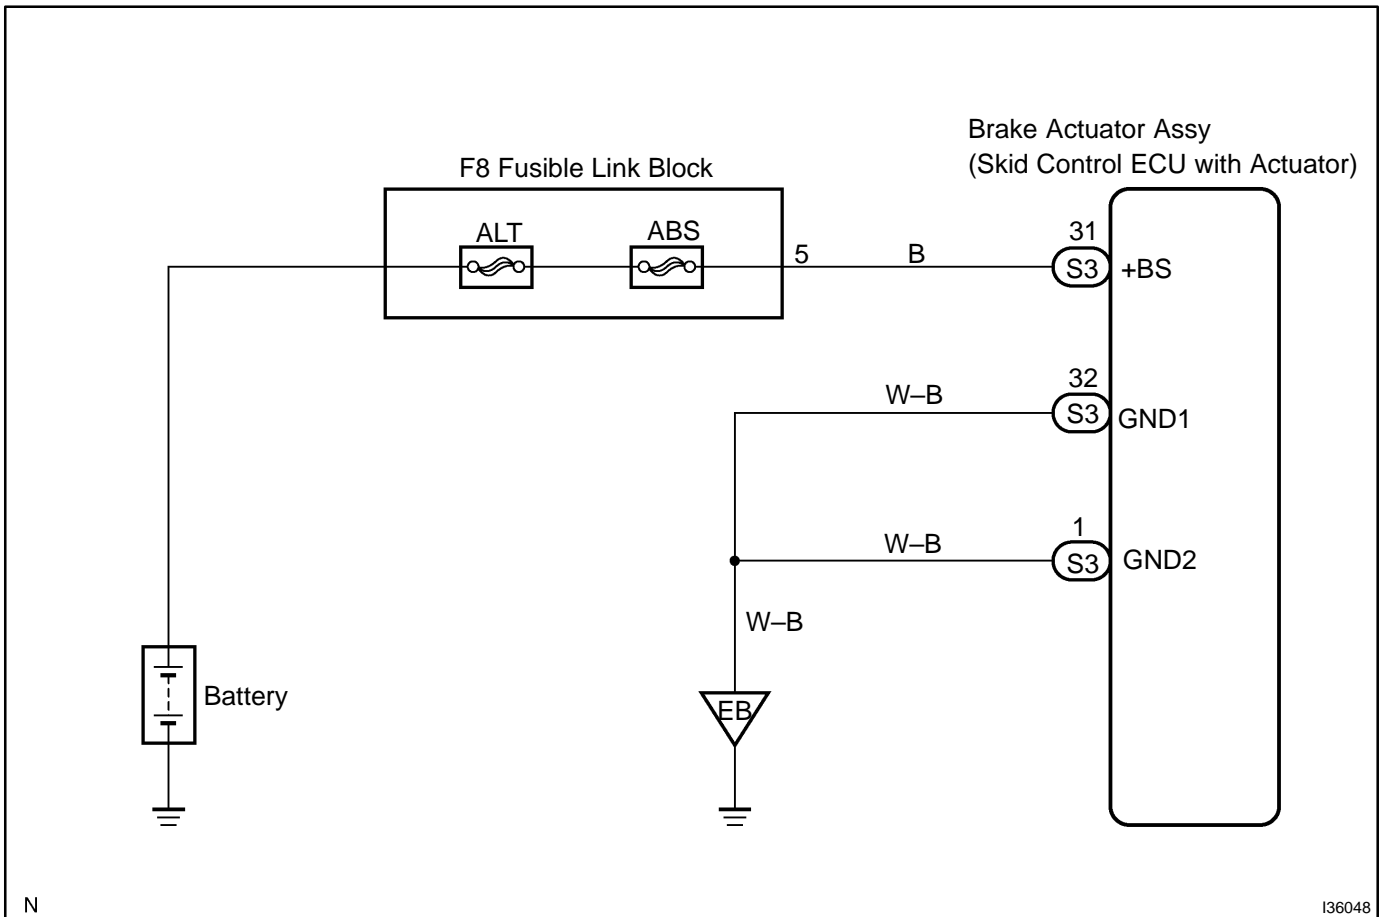 Brake Actuator Assy
(Skid Control ECU with Actuator)
F8 Fusible Link Block
ALT
ABS
5
B
31
S3
+BS
W–B
32
S3
GND1
W–B
1
S3
GND2
W–B
Battery
EB
N
I36048